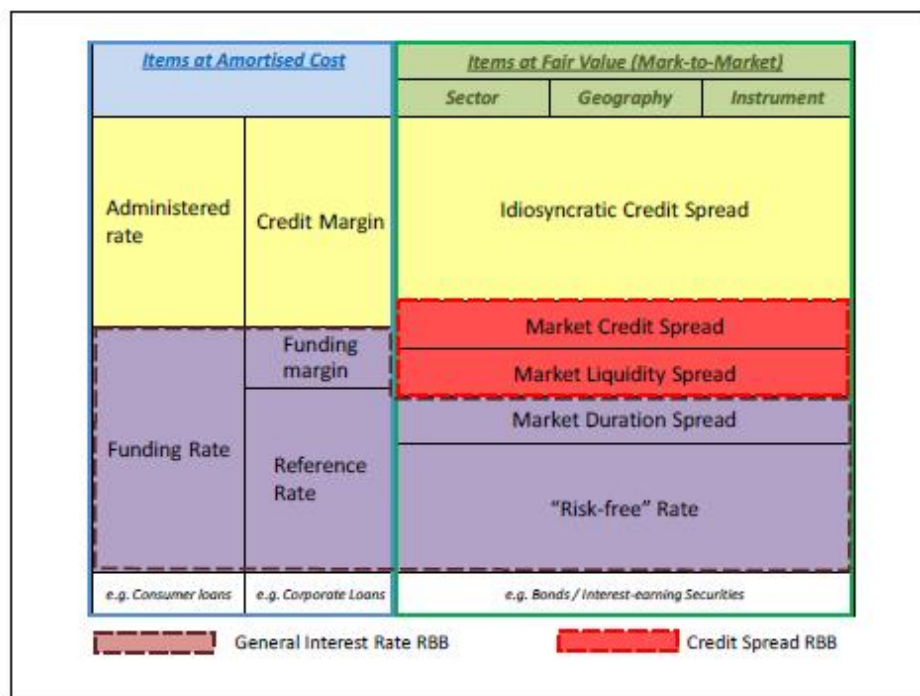 Items at Amortised Cost
Items at Fair Value (Mark-to-Market)
Sector
Geography
Instrument
Administered
rate
Credit Margin
Idiosyncratic Credit Spread
Market Credit Spread
Funding
margin
Market Liquidity Spread
Market Duration Spread
Funding Rate
Reference
Rate
"Risk-free" Rate
e.g. Consumer loans
e.g. Corporate Loans
e.g. Bonds / Interest-earning Securities
General Interest Rate RBB
Credit Spread RBB